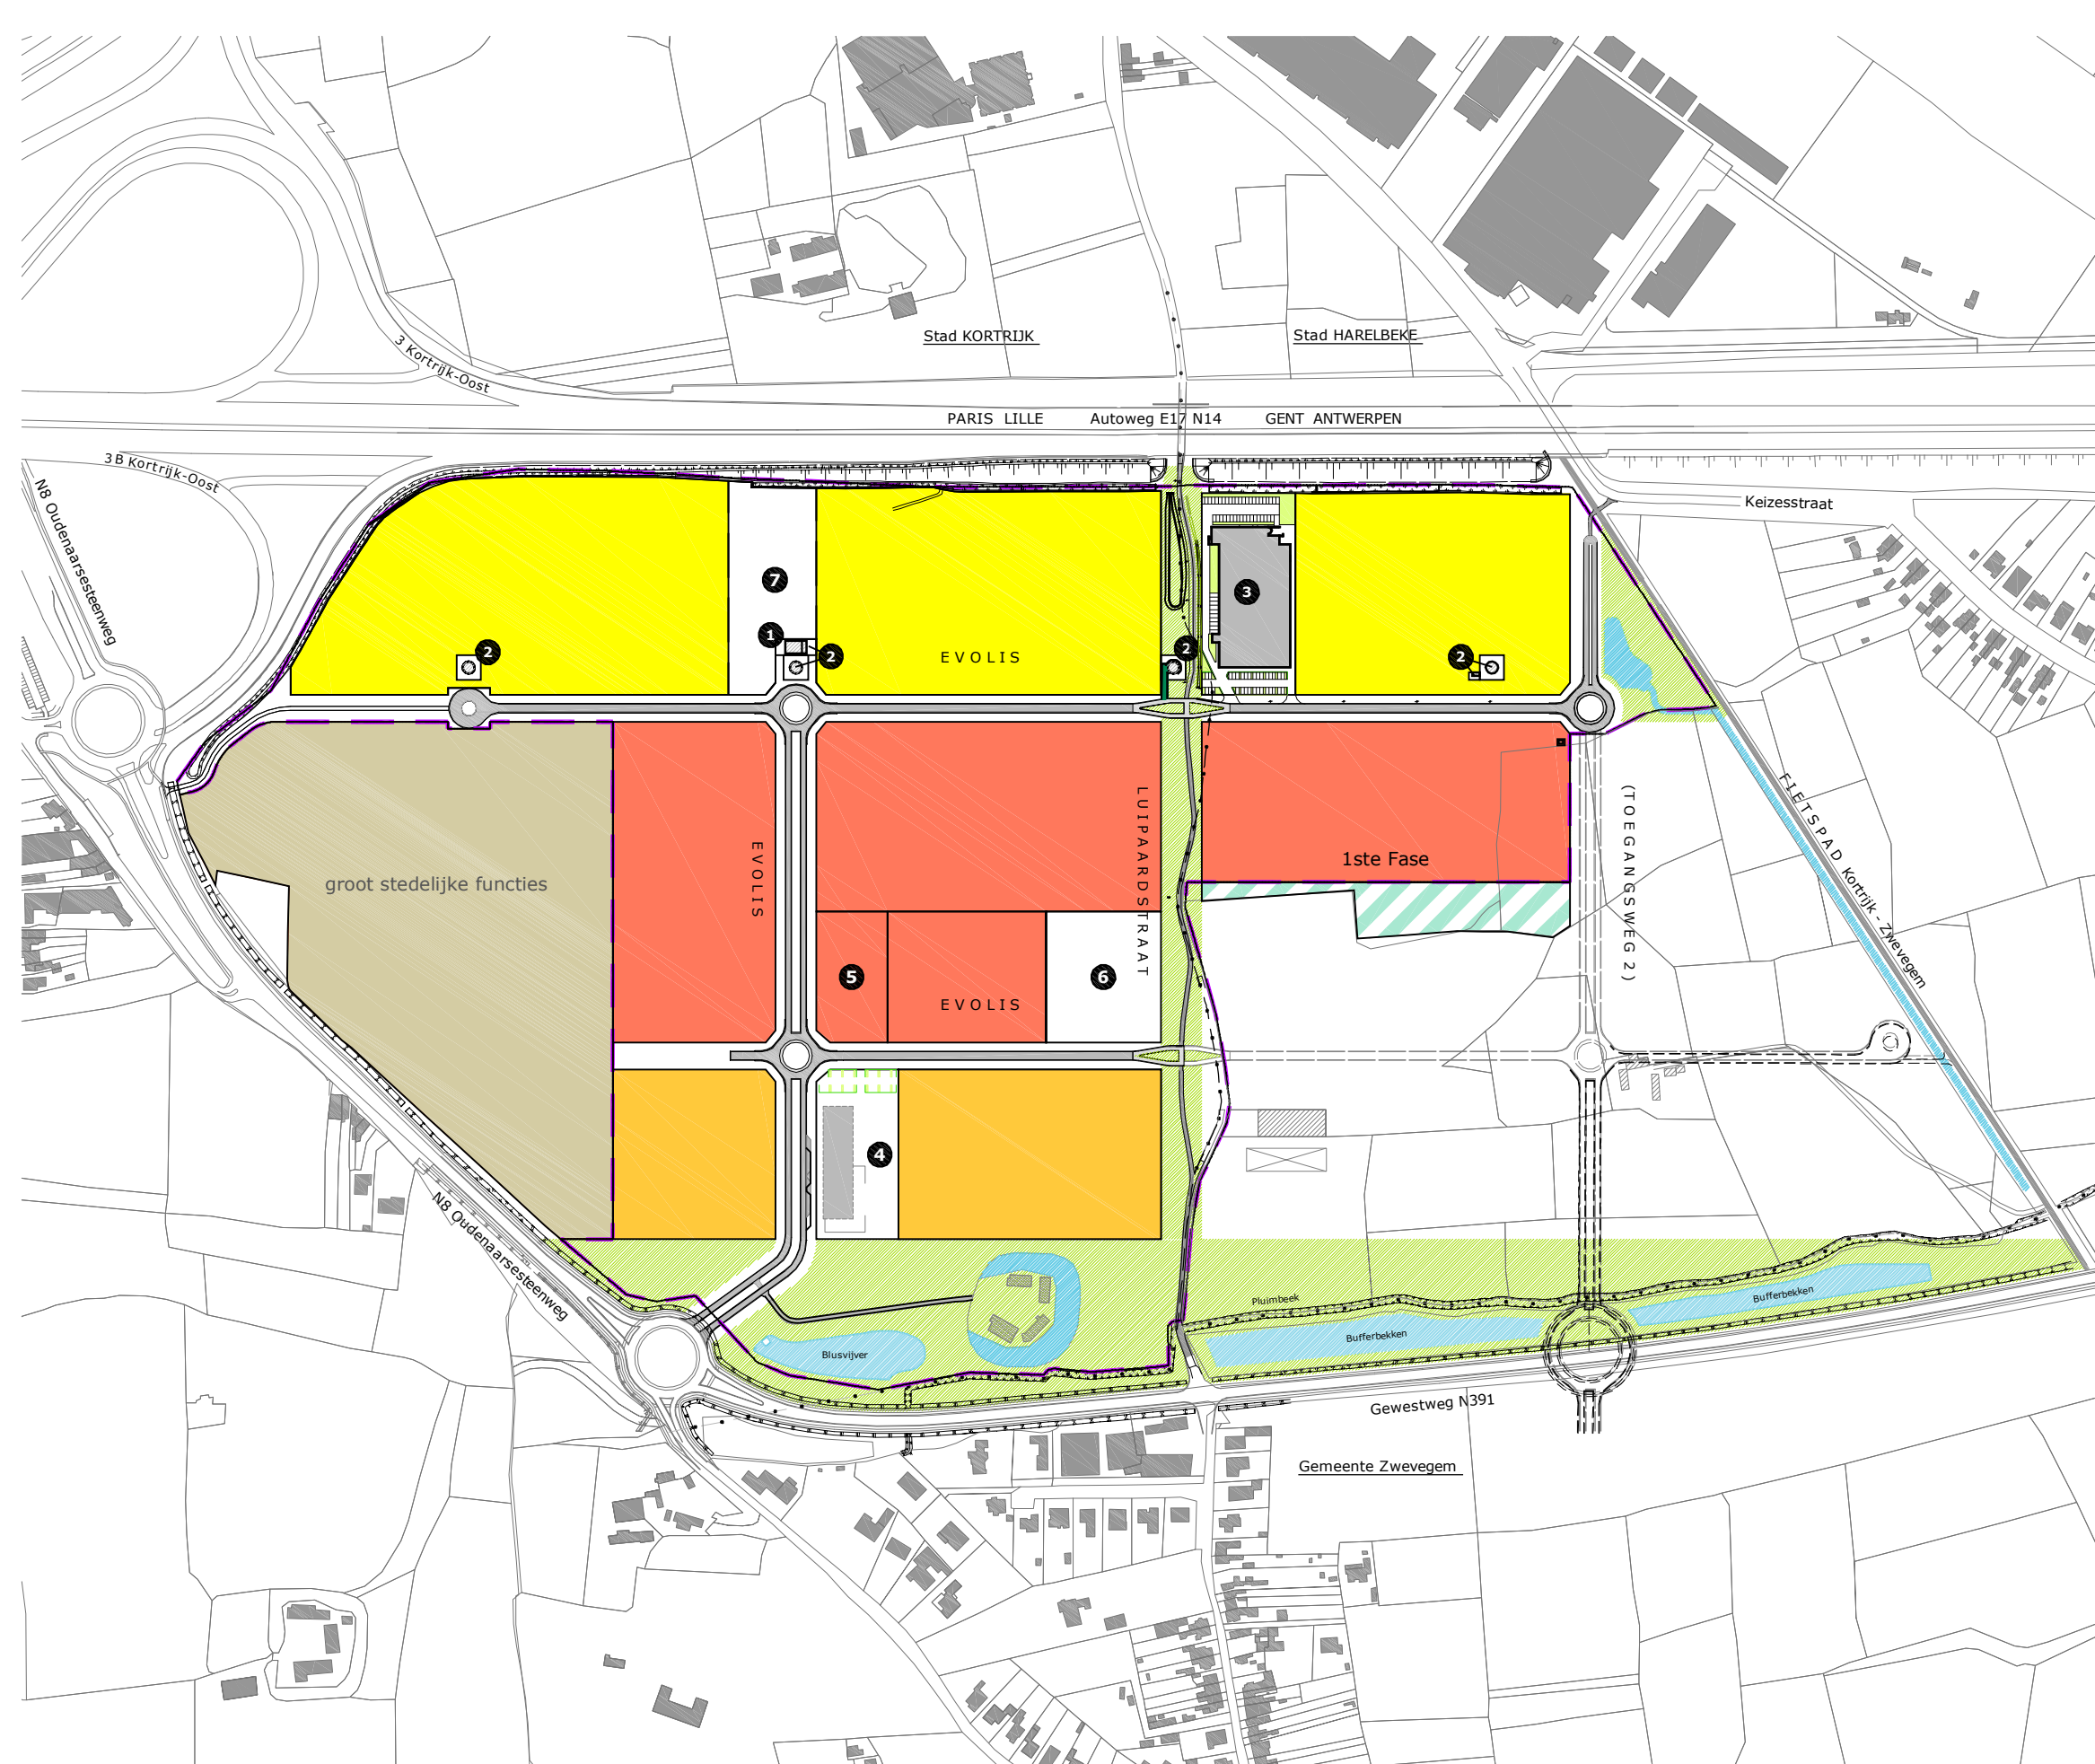 Stad KORTRIJK
Stad HARELBEKE
3 Kortrijk-Oost
PARIS LILLE
Autoweg E17 N14
GENT ANTWERPEN
3B Kortrijk-Oost
N8 Oudenaarsesteenweg
Keizesstraat
7
3
1
2
2
2
2
EVOLIS
EVOLIS
LUIPAARDSTRAAT
1ste Fase
(TOEGANGSWEG 2)
FIETSPAD Kortrijk - Zwevegem
groot stedelijke functies
5
6
EVOLIS
4
N8 Oudenaarsesteenweg
Pluimbeek
Bufferbekken
Bufferbekken
Blusvijver
Gewestweg N391
Gemeente Zwevegem